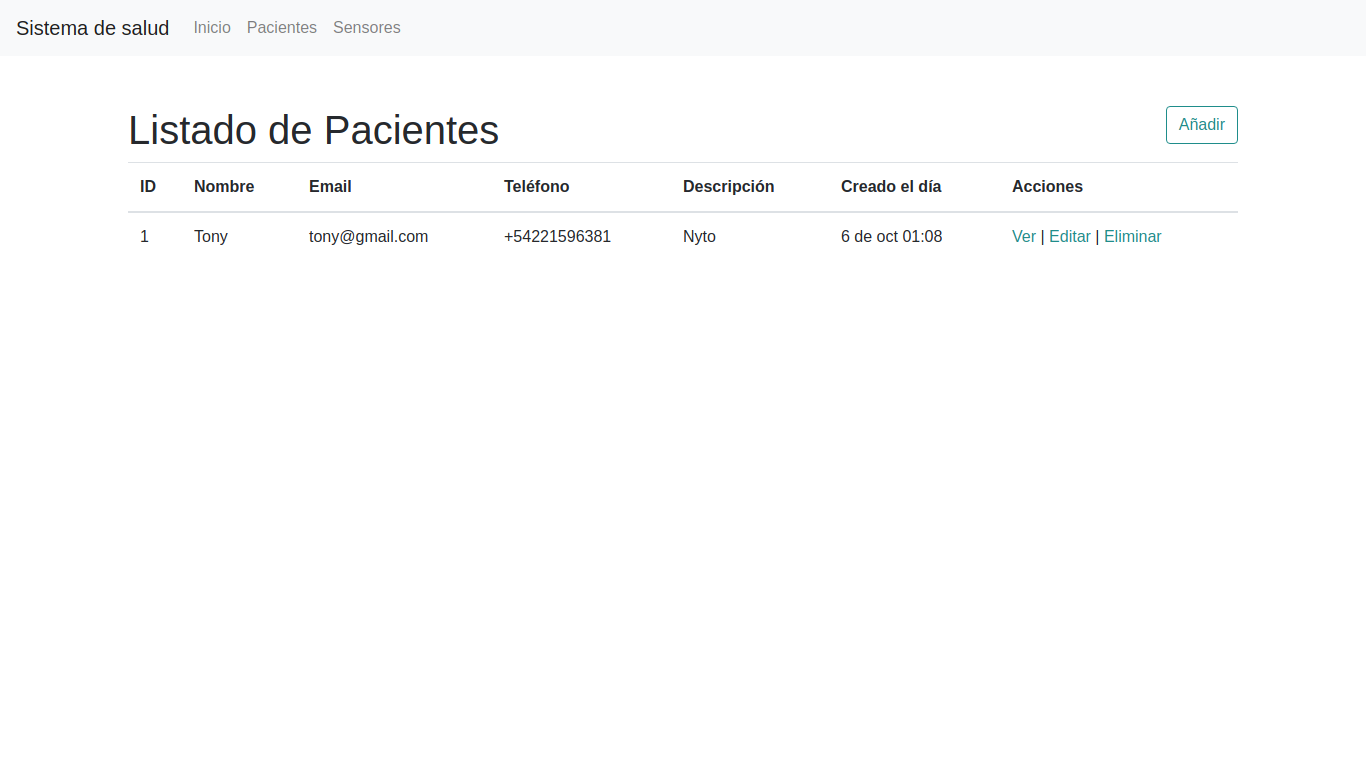 Sistema de salud Inicio Pacientes Sensores
Listado de Pacientes Añadir
ID Nombre Email Teléfono Descripción Creado el día Acciones
1 Tony tony@gmail.com +54221596381 Nyto 6 de oct 01:08 Ver | Editar | Eliminar